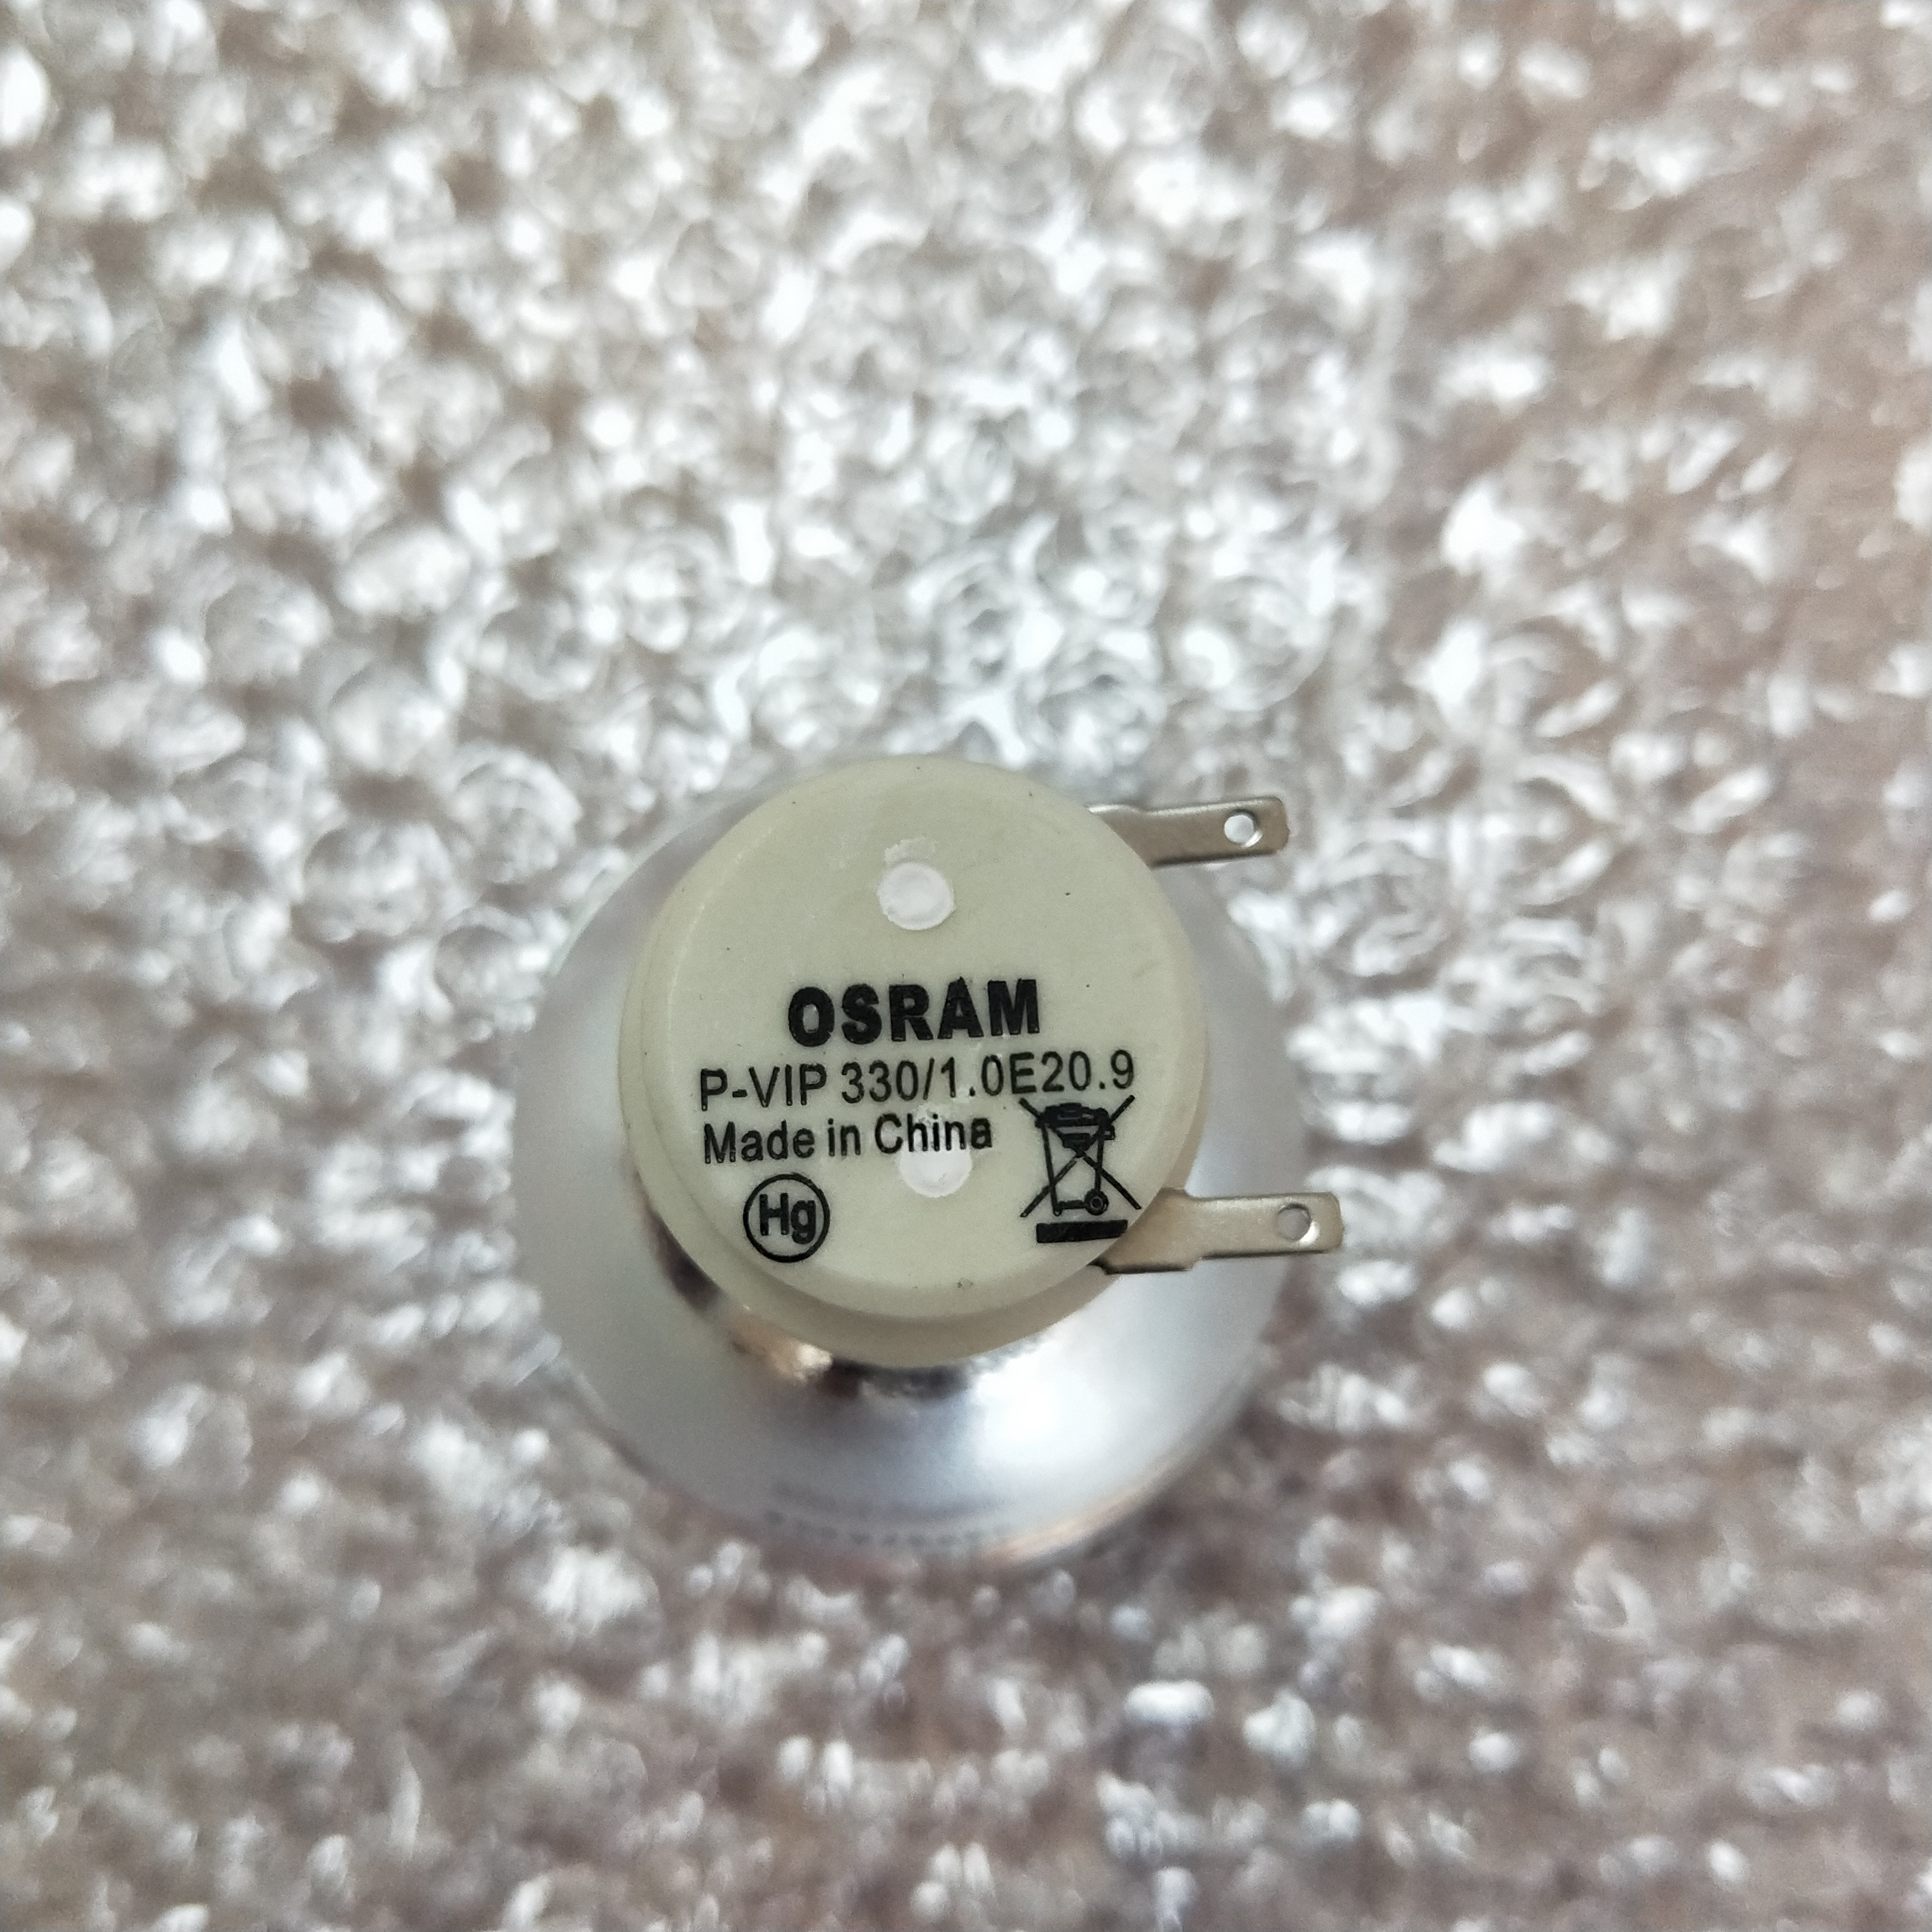 OSRAM
P-VIP 330/1.0E20.9
Made in China
Hg